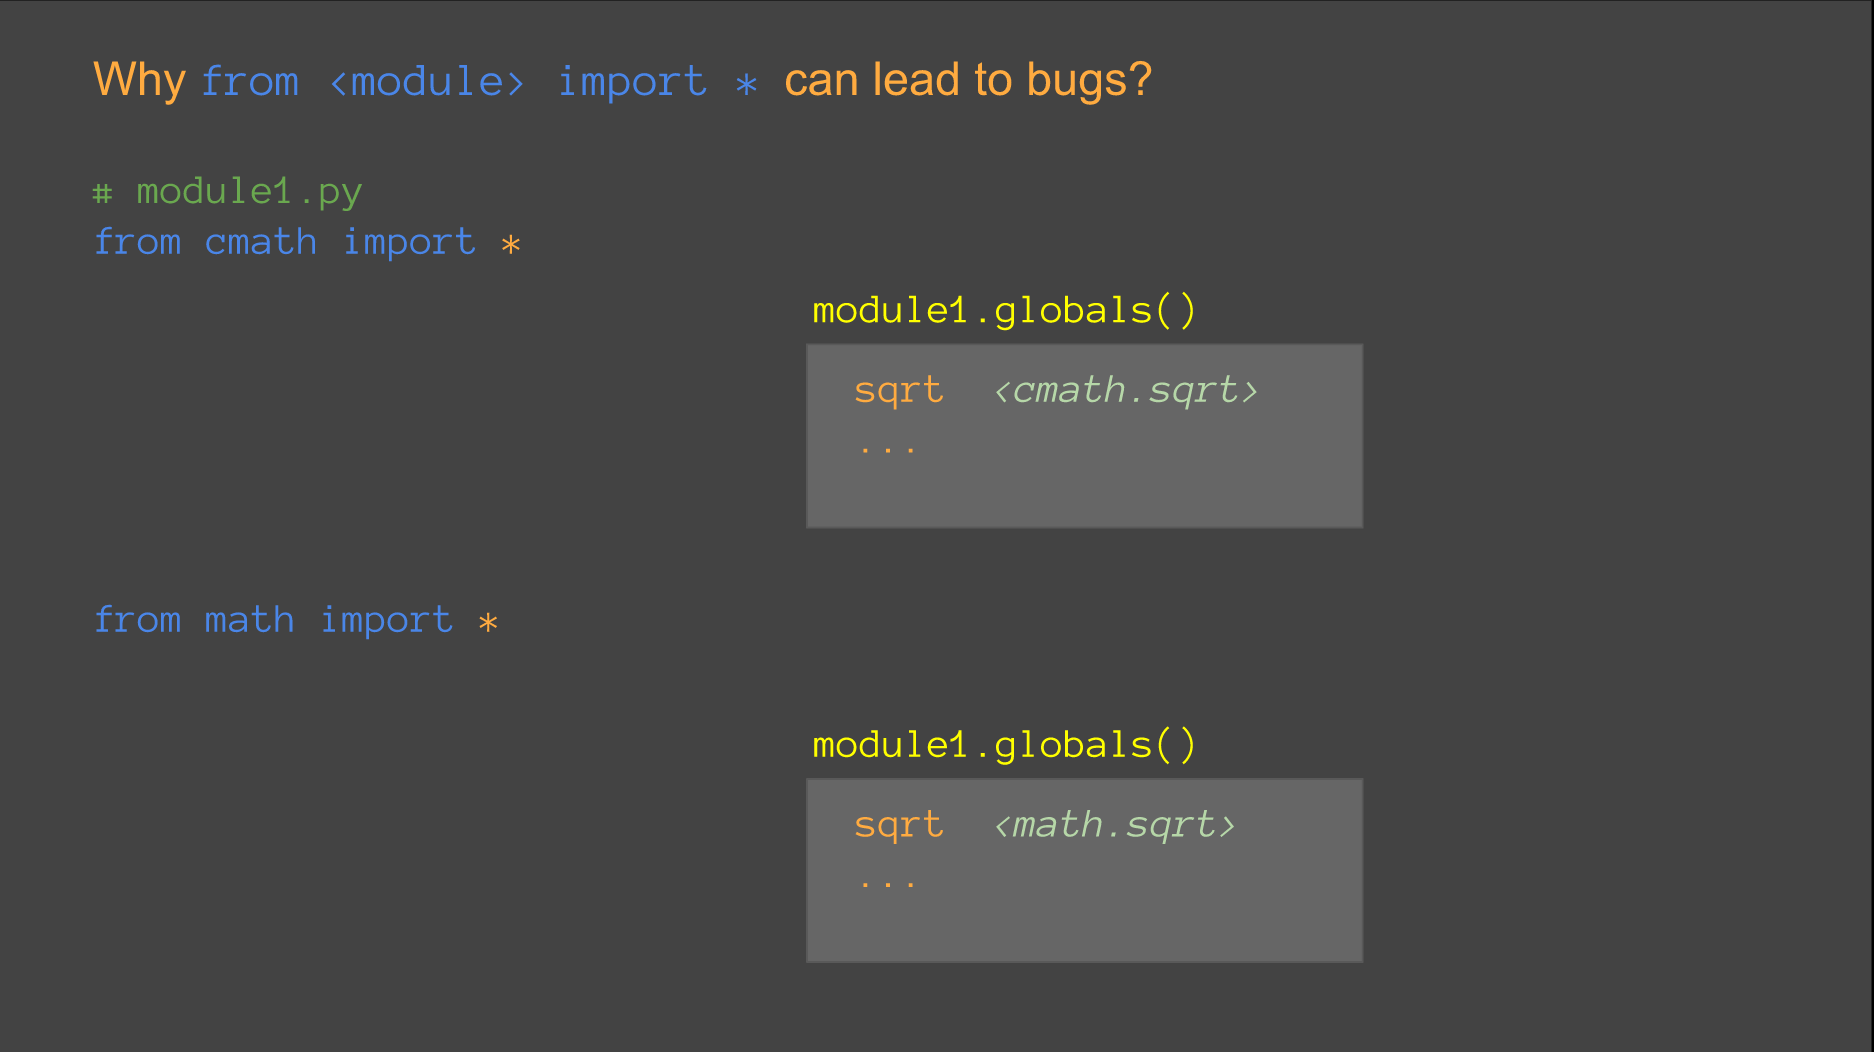 Why from <module> import * can lead to bugs?
# module1.py
from cmath import *
module1.globals()
sqrt <cmath.sqrt>
...
from math import *
module1.globals()
sqrt <math.sqrt>
...